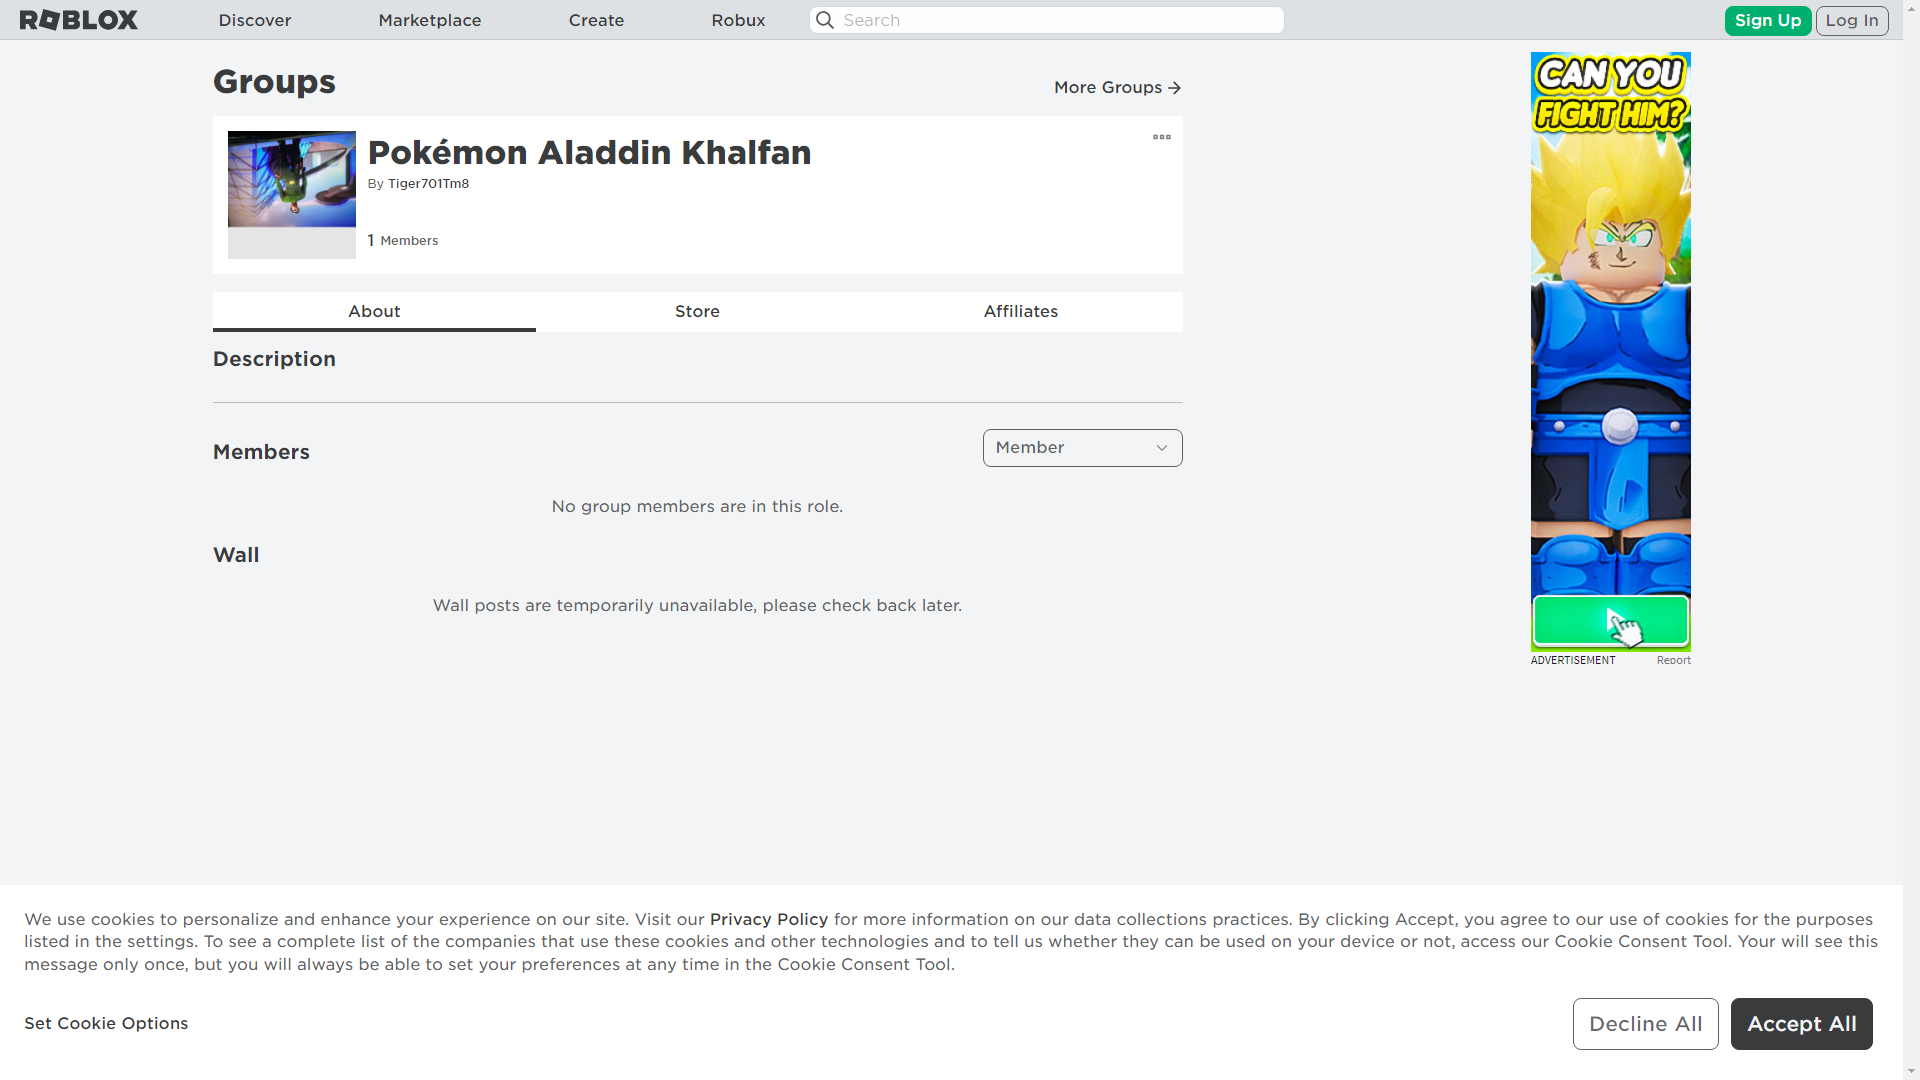 ROBLOX
Discover
Marketplace
Create
Robux
Search
Sign Up
Log In
Groups
More Groups
Pokémon Aladdin Khalfan
By Tiger701Tm8
1 Members
About
Store
Affiliates
Description
Members
Member
No group members are in this role.
Wall
Wall posts are temporarily unavailable, please check back later.
CAN YOU
FIGHT HIM?
ADVERTISEMENT
Report
We use cookies to personalize and enhance your experience on our site. Visit our Privacy Policy for more information on our data collections practices. By clicking Accept, you agree to our use of cookies for the purposes
listed in the settings. To see a complete list of the companies that use these cookies and other technologies and to tell us whether they can be used on your device or not, access our Cookie Consent Tool. Your will see this
message only once, but you will always be able to set your preferences at any time in the Cookie Consent Tool.
Set Cookie Options
Decline All
Accept All